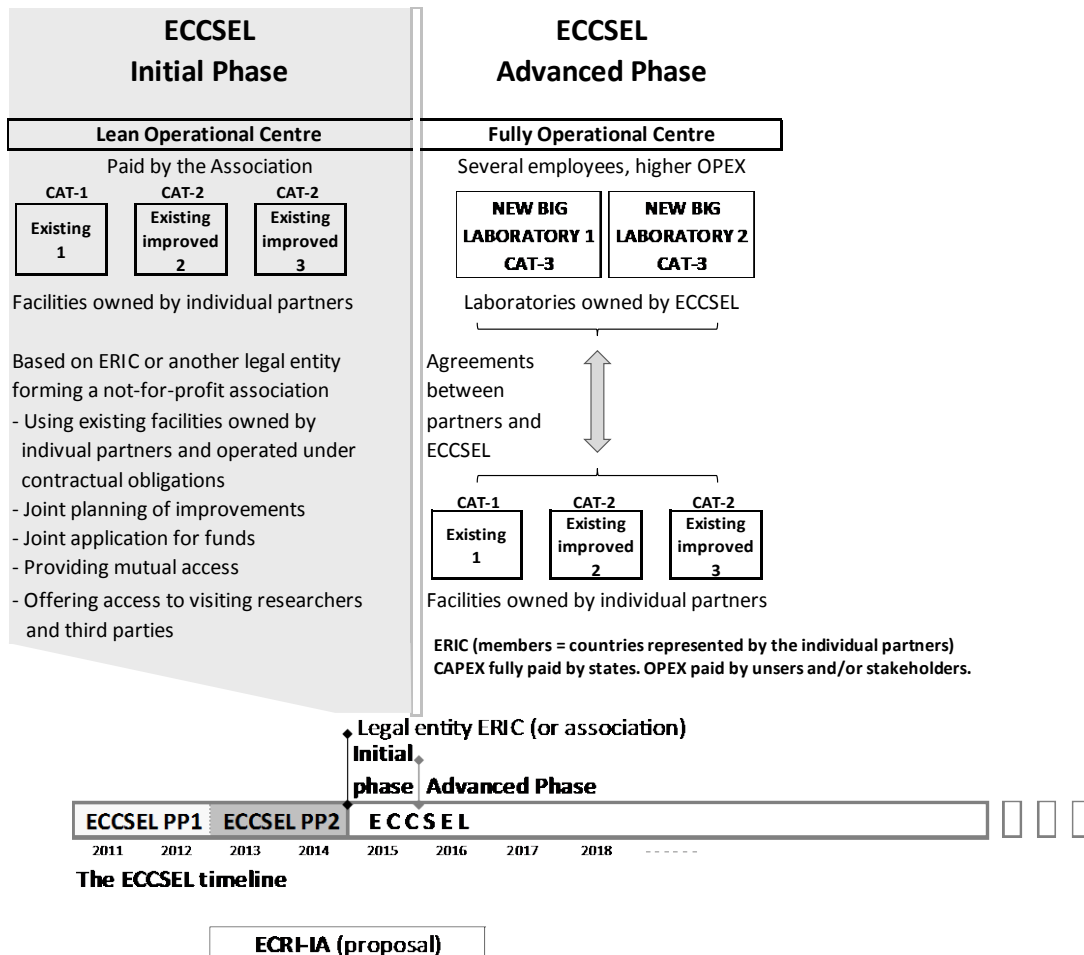 ECCSEL
Initial Phase
Lean Operational Centre
Paid by the Association
CAT-1 CAT-2 CAT-2
Existing
1
Existing
improved
2
Existing
improved
3
Facilities owned by individual partners
Based on ERIC or another legal entity
forming a not-for-profit association
- Using existing facilities owned by
indivual partners and operated under
contractual obligations
- Joint planning of improvements
- Joint application for funds
- Providing mutual access
- Offering access to visiting researchers
and third parties
ECCSEL
Advanced Phase
Fully Operational Centre
Several employees, higher OPEX
NEW BIG
LABORATORY 1
CAT-3
NEW BIG
LABORATORY 2
CAT-3
Laboratories owned by ECCSEL
Agreements
between
partners and
ECCSEL
CAT-1 CAT-2 CAT-2
Existing
1
Existing
improved
2
Existing
improved
3
Facilities owned by individual partners
ERIC (members = countries represented by the individual partners)
CAPEX fully paid by states. OPEX paid by unsers and/or stakeholders.
Legal entity ERIC (or association)
Initial
phase Advanced Phase
ECCSEL PP1 ECCSEL PP2 E C C S E L
2011 2012 2013 2014 2015 2016 2017 2018 ------
The ECCSEL timeline
ECRI-IA (proposal)